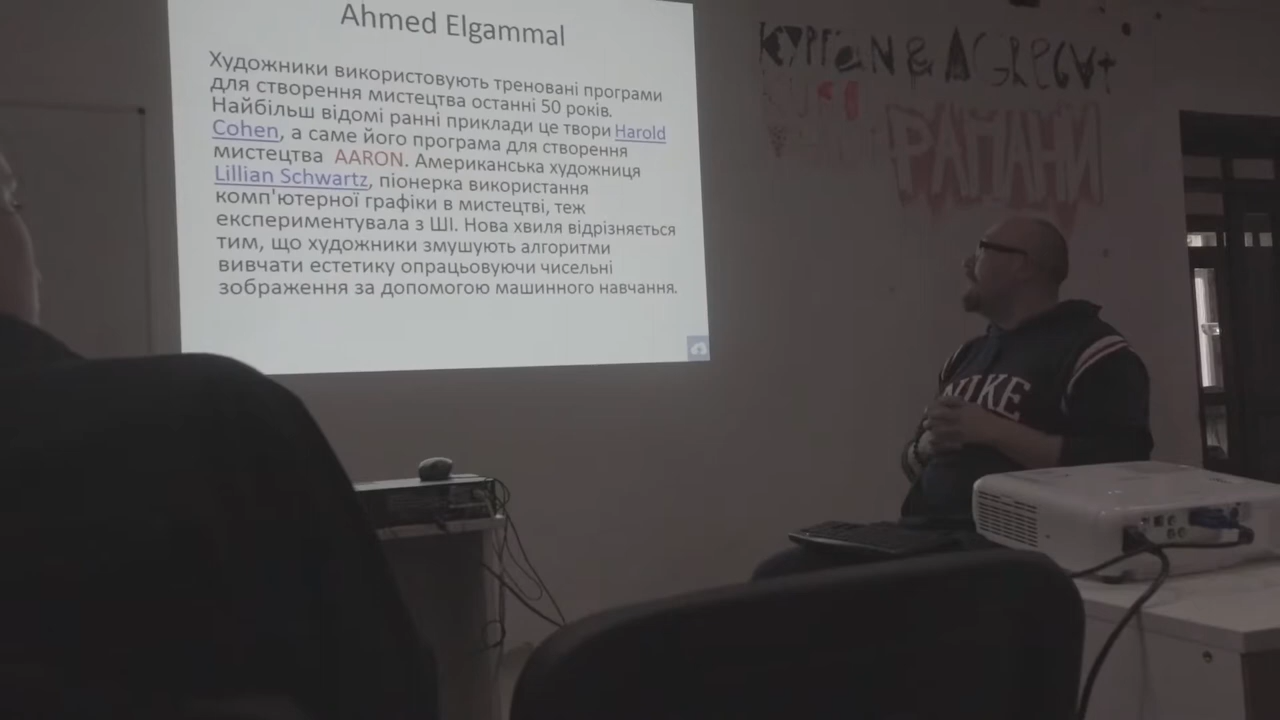 Ahmed Elgammal
Художники використовують треновані програми
для створення мистецтва останні 50 років.
Найбільш відомі ранні приклади це твори Harold
Cohen, а саме його програма для створення
мистецтва AARON. Американська художниця
Lillian Schwartz, піонерка використання
комп'ютерної графіки в мистецтві, теж
експериментувала з ШІ. Нова хвиля відрізняється
тим, що художники змушують алгоритми
вивчати естетику опрацьовуючи чисельні
зображення за допомогою машинного навчання.
NIKE